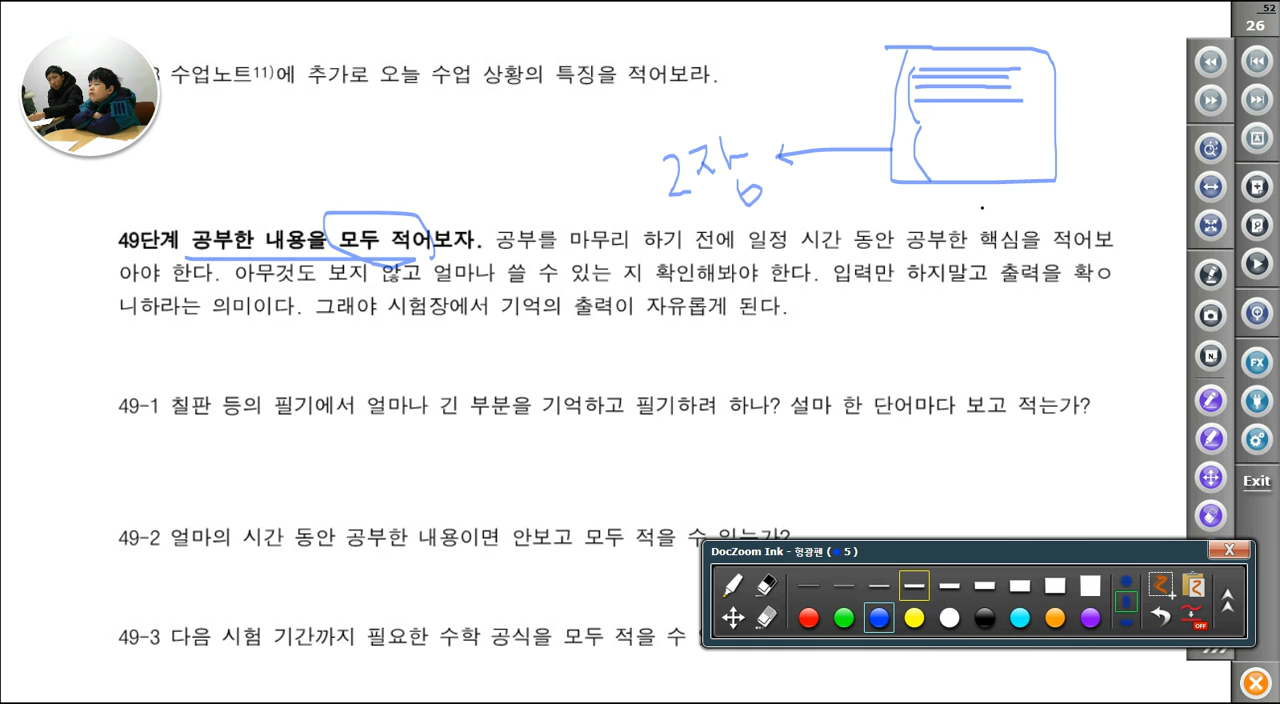 52
26
수업노트11)에 추가로 오늘 수업 상황의 특징을 적어보라.
2장
49단계 공부한 내용을 모두 적어보자. 공부를 마무리 하기 전에 일정 시간 동안 공부한 핵심을 적어보
아야 한다. 아무것도 보지 않고 얼마나 쓸 수 있는 지 확인해봐야 한다. 입력만 하지말고 출력을 확ㅇ
니하라는 의미이다. 그래야 시험장에서 기억의 출력이 자유롭게 된다.
49-1 칠판 등의 필기에서 얼마나 긴 부분을 기억하고 필기하려 하나? 설마 한 단어마다 보고 적는가?
Exit
49-2 얼마의 시간 동안 공부한 내용이면 안보고 모두 적을 수 있는가?
DocZoom Ink - 형광펜 ( 5 )
49-3 다음 시험 기간까지 필요한 수학 공식을 모두 적을 수
OFF